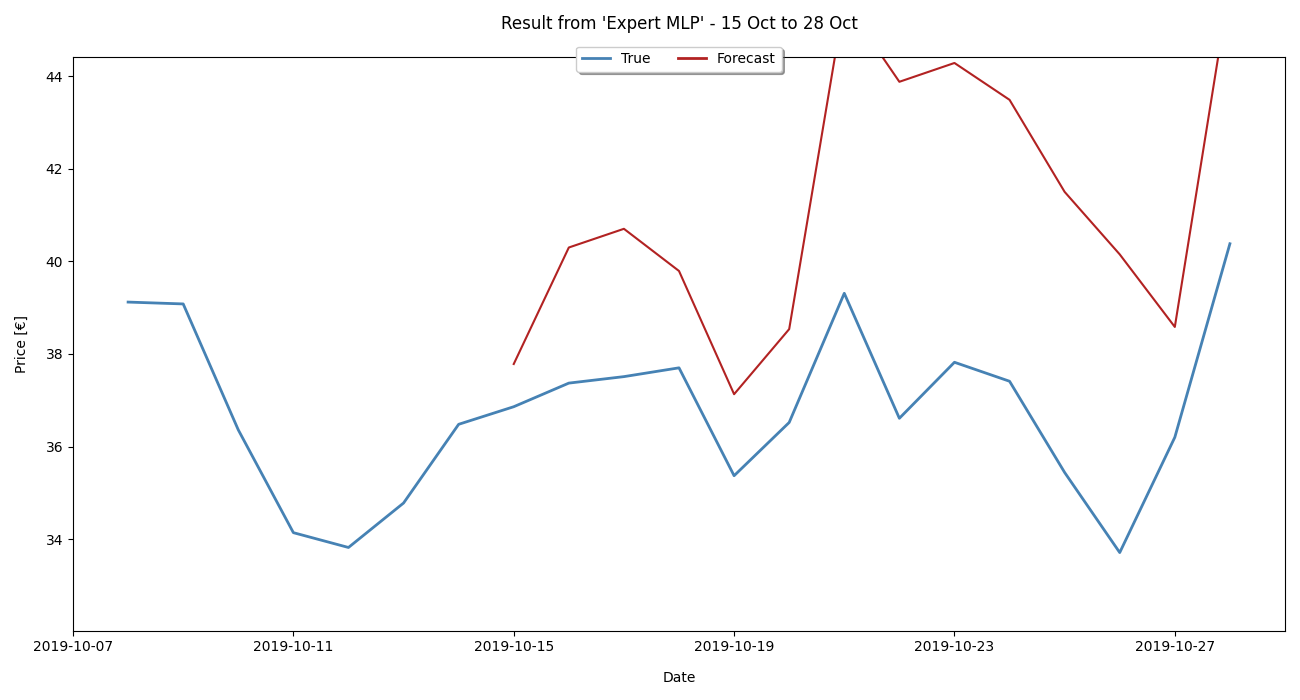 Result from 'Expert MLP' - 15 Oct to 28 Oct
True Forecast
44
42
40
38
36
34
Price [€]
2019-10-07 2019-10-11 2019-10-15 2019-10-19 2019-10-23 2019-10-27
Date